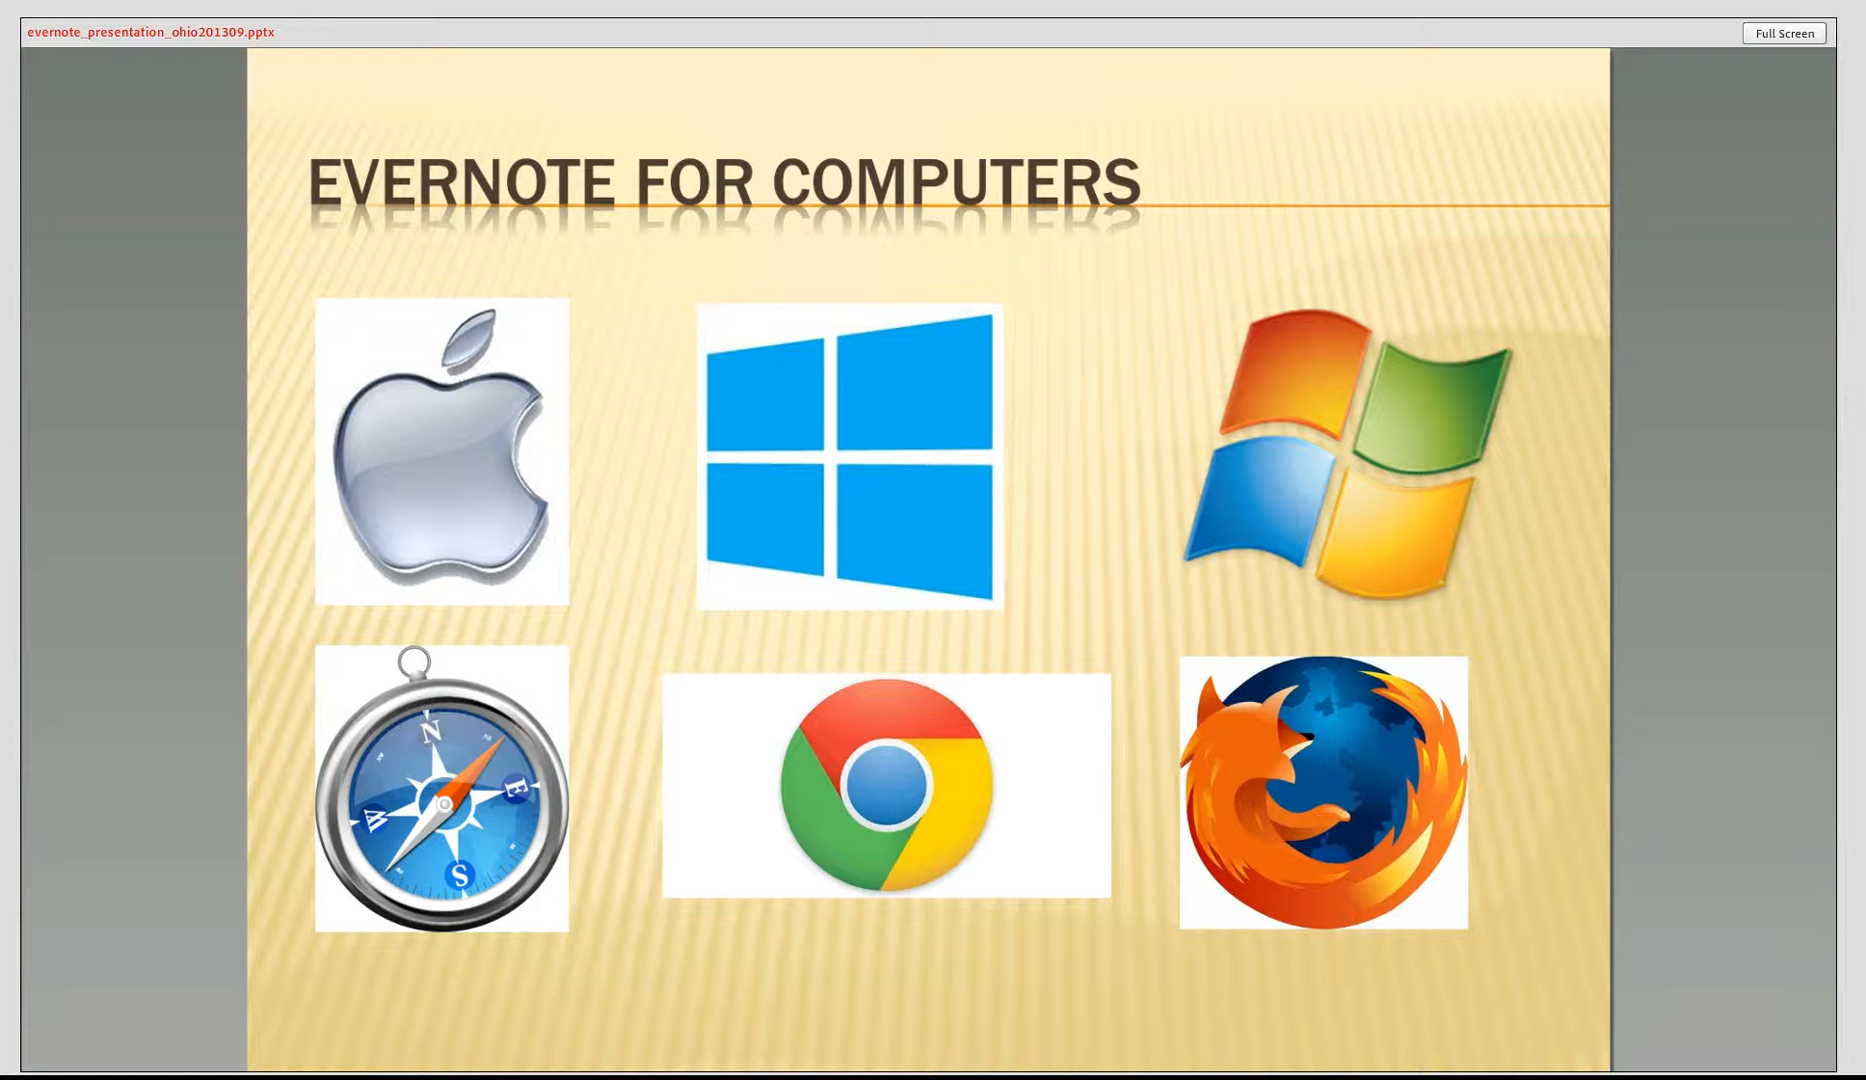 evernote_presentation_ohio201309.pptx
Full Screen
EVERNOTE FOR COMPUTERS
N
E
W
S